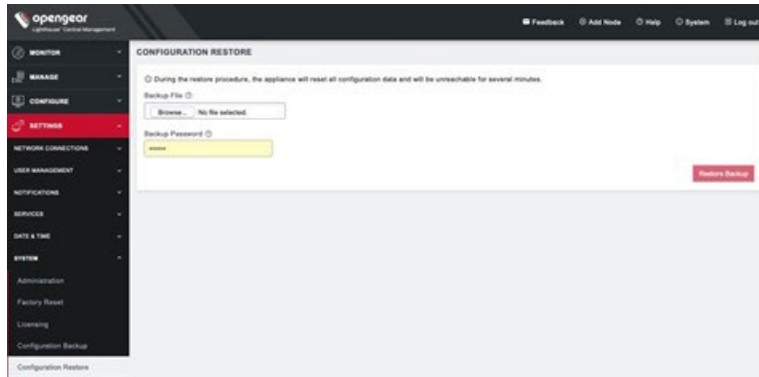 opengear
Lighthouse Central Management
Feedback
Add Node
Help
System
Log out
MONITOR
MANAGE
CONFIGURE
SETTINGS
NETWORK CONNECTIONS
USER MANAGEMENT
NOTIFICATIONS
SERVICES
DATE & TIME
SYSTEM
Administration
Factory Reset
Licensing
Configuration Backup
Configuration Restore
CONFIGURATION RESTORE
During the restore procedure, the appliance will reset all configuration data and will be unreachable for several minutes.
Backup File
Browse... No file selected.
Backup Password
Restore Backup